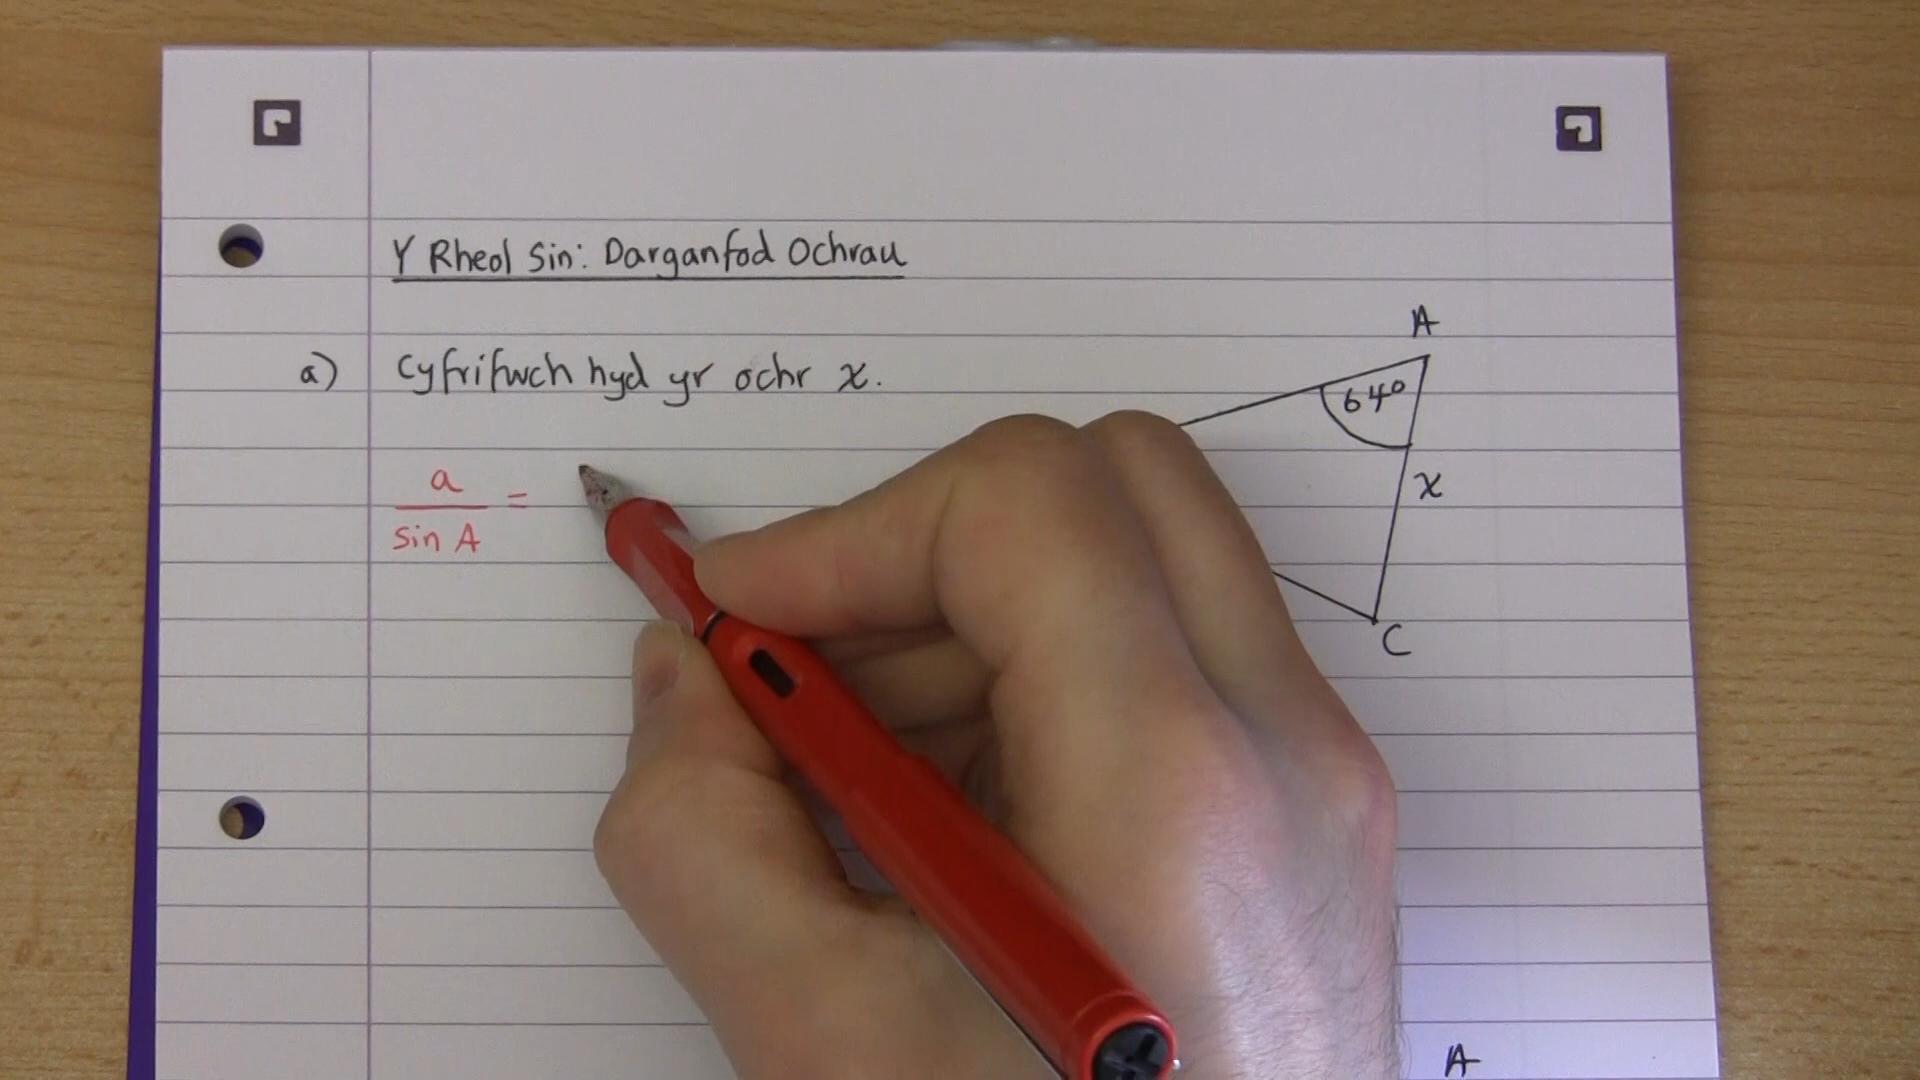 Y Rheol Sin: Darganfod Ochrau
A
a) Cyfrifwch hyd yr ochr x.
64°
a
=
sin A
x
C
A